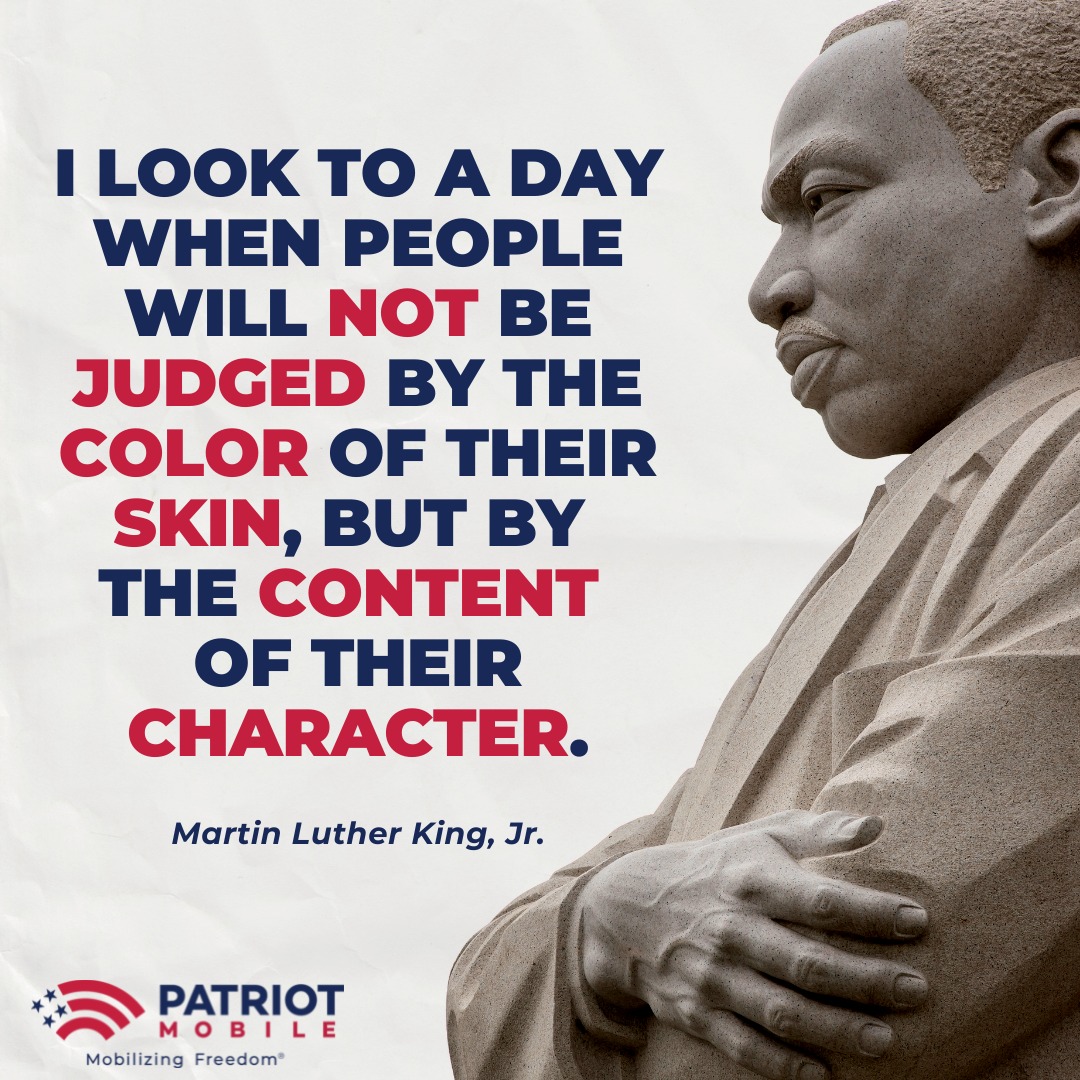 I LOOK TO A DAY
WHEN PEOPLE
WILL NOT BE
JUDGED BY THE
COLOR OF THEIR
SKIN, BUT BY
THE CONTENT
OF THEIR
CHARACTER.
Martin Luther King, Jr.
PATRIOT
MOBILE
Mobilizing Freedom®